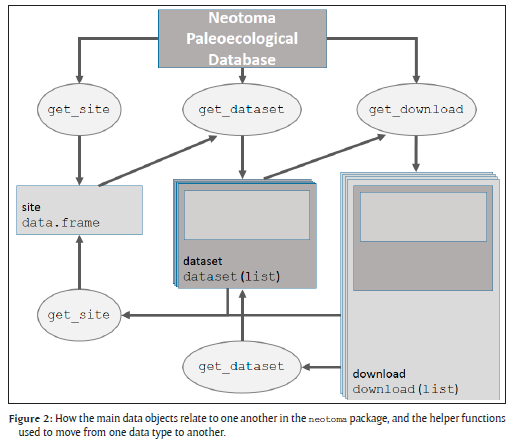 Neotoma
Paleoecological
Database
get_site
get_dataset
get_download
site
data.frame
dataset
dataset (list)
get_site
get_dataset
download
download (list)
Figure 2: How the main data objects relate to one another in the neotoma package, and the helper functions
used to move from one data type to another.